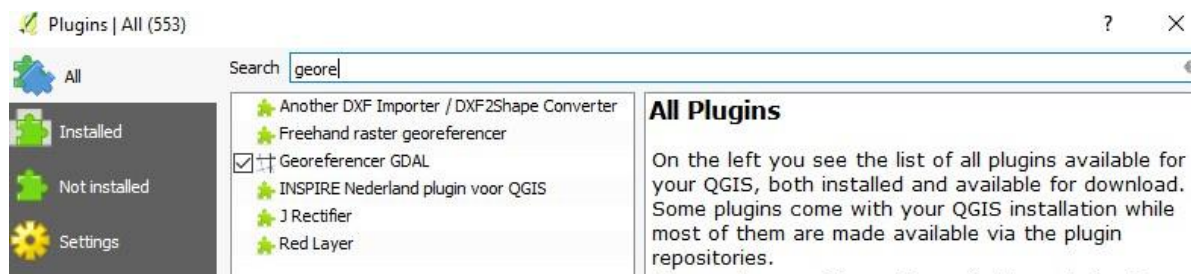 Plugins | All (553)
?
All
Search geore
Installed
Not installed
Settings
Another DXF Importer / DXF2Shape Converter
Freehand raster georeferencer
Georeferencer GDAL
INSPIRE Nederland plugin voor QGIS
J Rectifier
Red Layer
All Plugins
On the left you see the list of all plugins available for
your QGIS, both installed and available for download.
Some plugins come with your QGIS installation while
most of them are made available via the plugin
repositories.